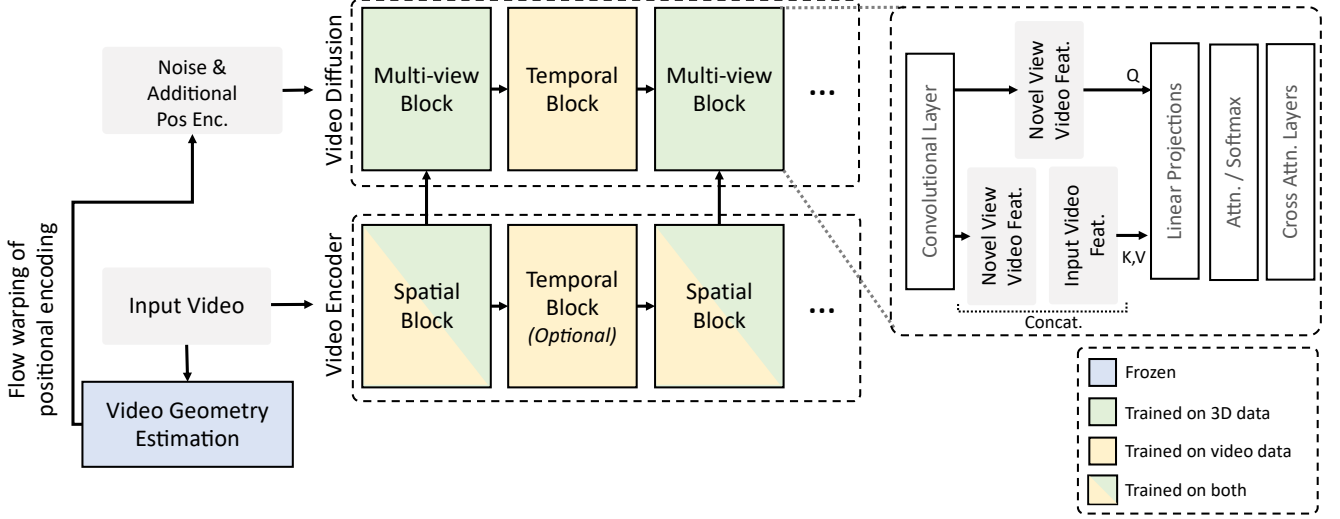 Noise &
Additional
Pos Enc.
Flow warping of
positional encoding
Input Video
Video Geometry
Estimation
Video Diffusion
Multi-view
Block
Temporal
Block
Multi-view
Block
...
Video Encoder
Spatial
Block
Temporal
Block
(Optional)
Spatial
Block
...
Convolutional Layer
Novel View
Video Feat.
Q
Novel View
Video Feat.
Input Video
Feat.
K,V
Concat.
Linear Projections
Attn. / Softmax
Cross Attn. Layers
Frozen
Trained on 3D data
Trained on video data
Trained on both